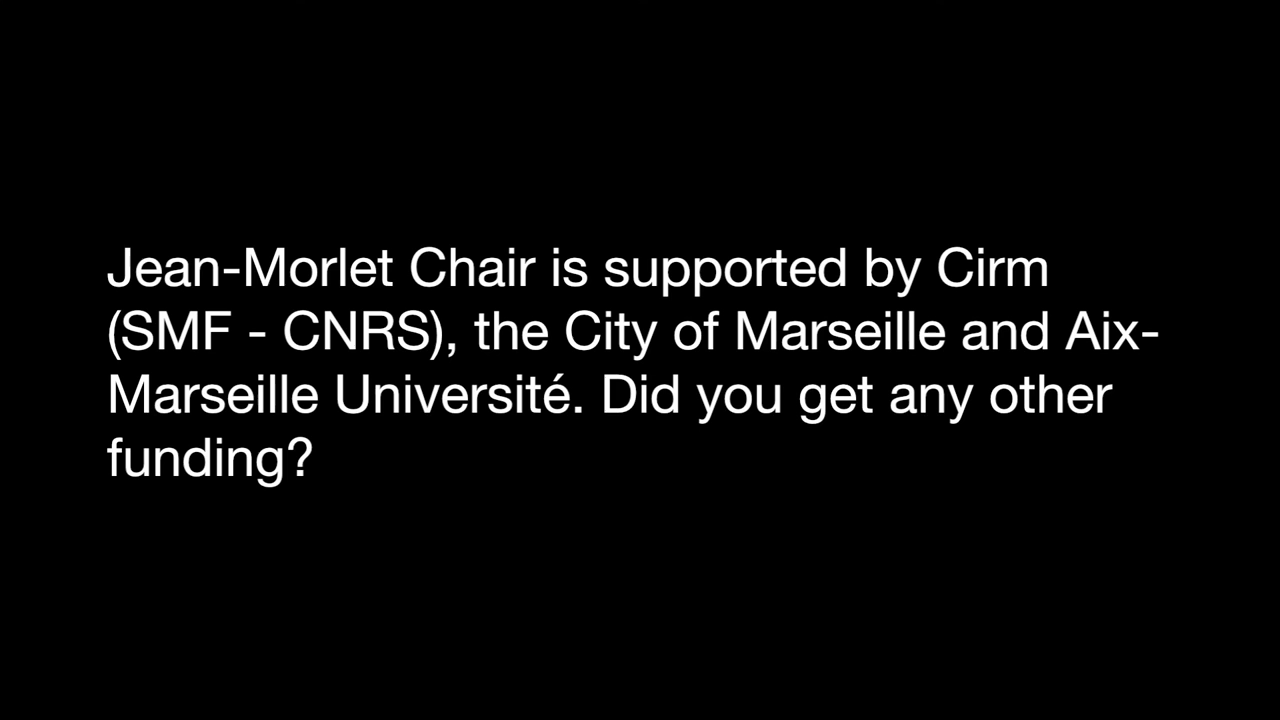 Jean-Morlet Chair is supported by Cirm
(SMF - CNRS), the City of Marseille and Aix-
Marseille Université. Did you get any other
funding?